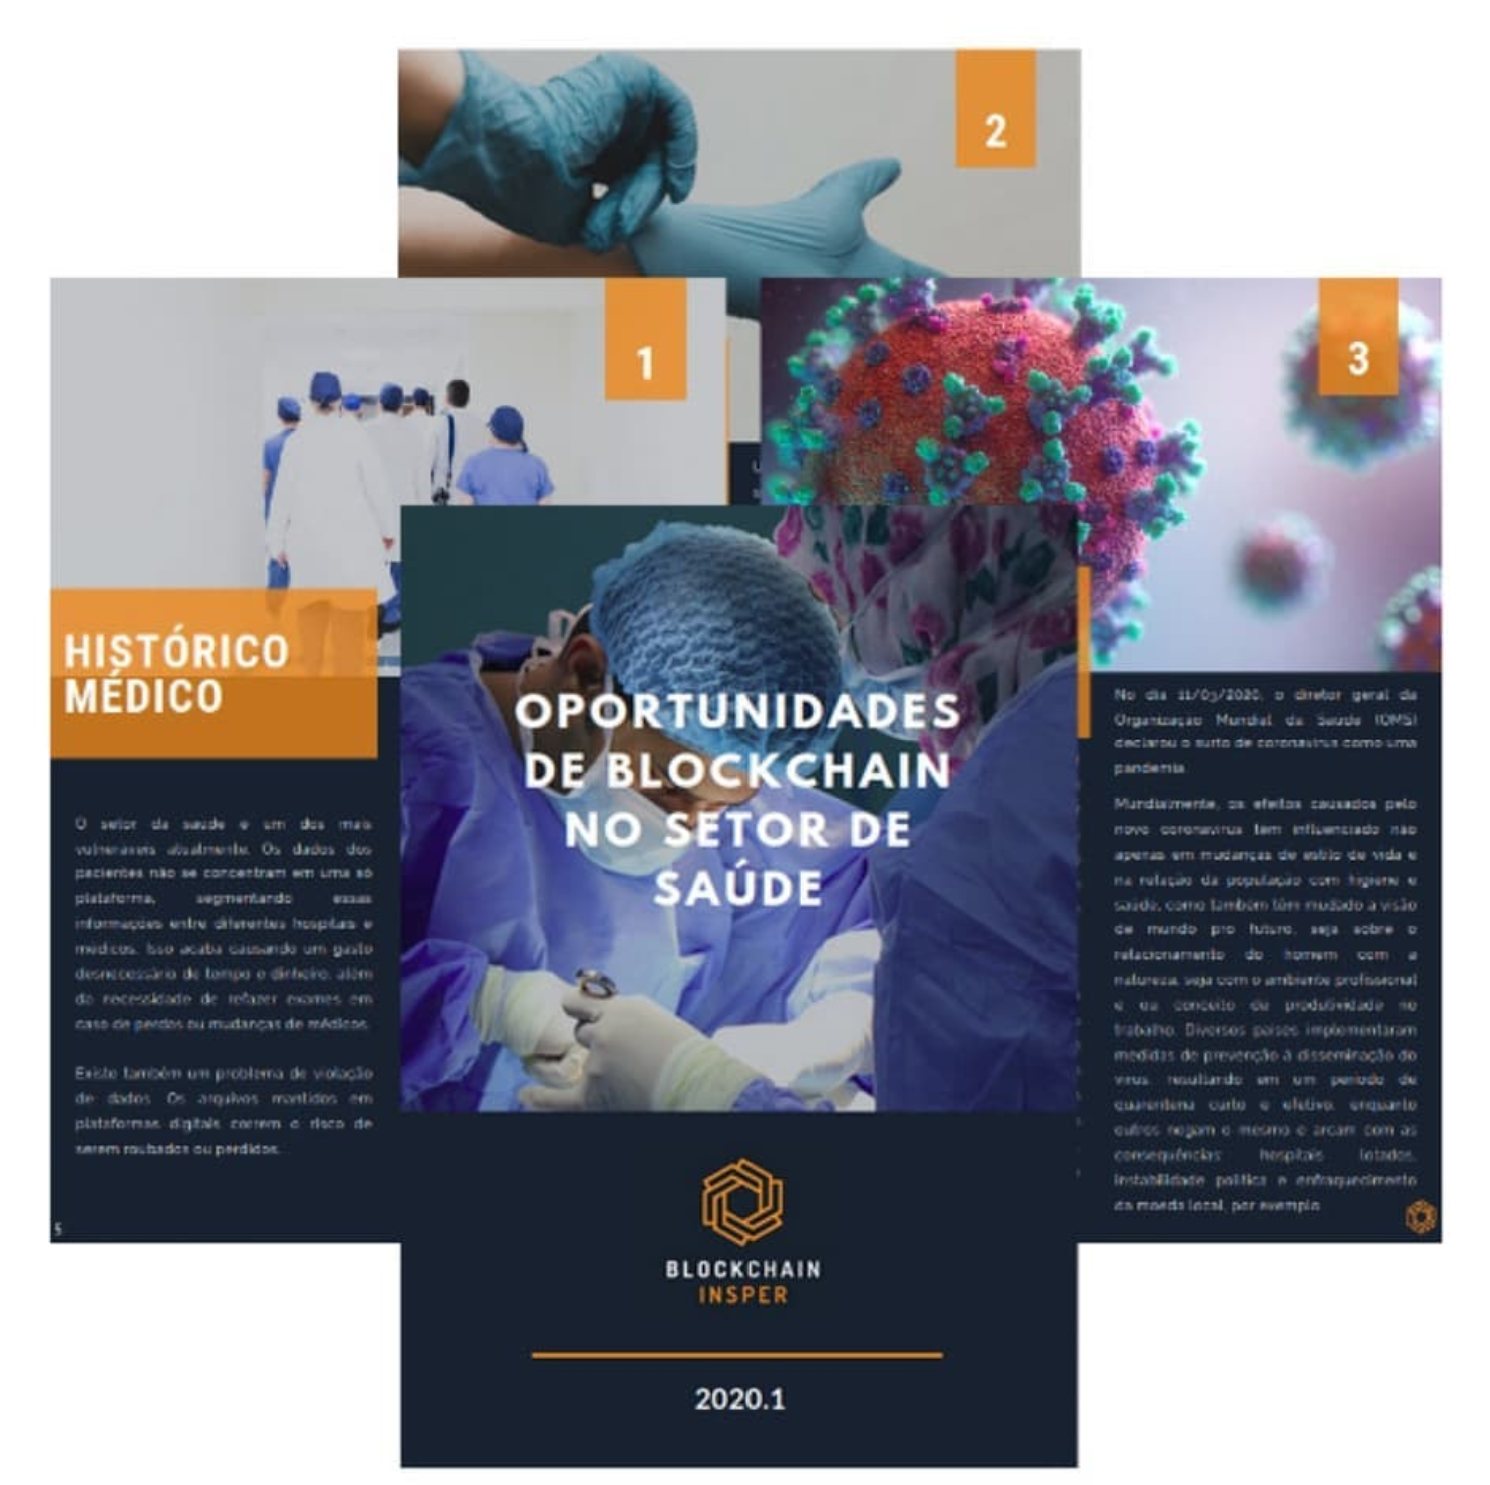 2
1
HISTÓRICO
MÉDICO
O setor da saúde e um dos mais
vulneraveis atualmente. Os dados dos
pacientes não se concentram em uma só
plataforma, segmentando essas
informações entre diferentes hospitais e
medicos. Isso acaba causando um gasto
desnecessário de tempo e dinheiro, além
da necessidade de refazer exames em
caso de perdas ou mudanças de médicos.
Existe também um problema de violação
de dados. Os arquivos mantidos em
plataformas digitais correm o risco de
serem roubados ou perdidos.
5
OPORTUNIDADES
DE BLOCKCHAIN
NO SETOR DE
SAÚDE
BLOCKCHAIN
INSPER
2020.1
3
No dia 11/03/2020, o diretor geral da
Organização Mundial da Saude (OMS)
declarou o surto de coronavirus como uma
pandemia.
Mundialmente, os efeitos causados pelo
novo coronavirus tem influenciado não
apenas em mudanças de estilo de vida e
na relação da população com higiene e
saúde, como também têm mudado a visão
de mundo pro futuro, seja sobre o
relacionamento do homem com a
natureza, seja com o ambiente profissional
e ou conceito de produtividade no
trabalho. Diversos países implementaram
medidas de prevenção à disseminação do
virus, resultando em um periodo de
quarentena curto e efetivo, enquanto
outros negam o mesmo e arcam com as
consequências: hospitais lotados,
instabilidade politica e enfraquecimento
da moeda local, por exemplo.